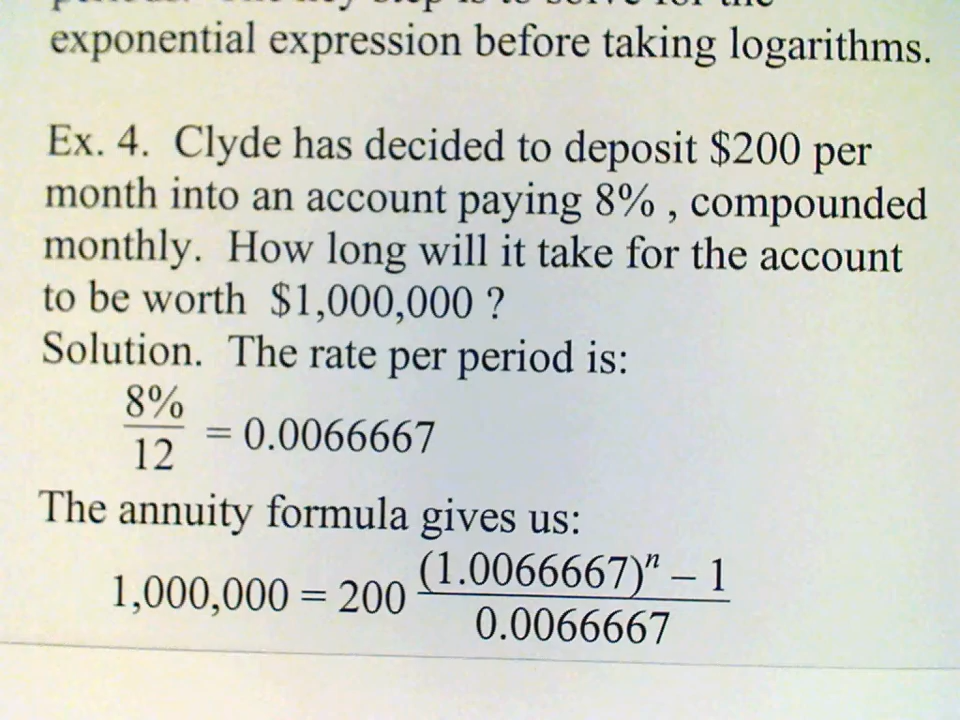 exponential expression before taking logarithms.
Ex. 4. Clyde has decided to deposit $200 per
month into an account paying 8% , compounded
monthly. How long will it take for the account
to be worth $1,000,000 ?
Solution. The rate per period is:
8%
12 = 0.0066667
The annuity formula gives us:
1,000,000 = 200 (1.0066667)ⁿ – 1
0.0066667